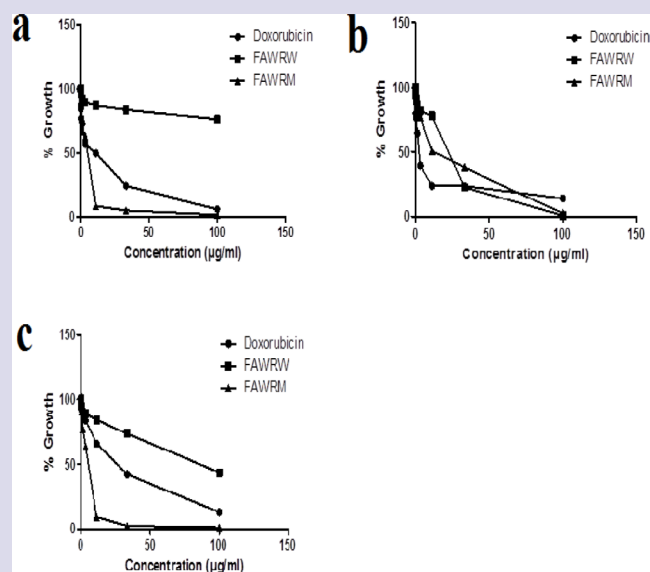 a
150
100
50
0
% Growth
0
50
100
150
Concentration (µg/ml)
Doxorubicin
FAWRW
FAWRM
b
150
100
50
0
% Growth
0
50
100
150
Concentration (µg/ml)
Doxorubicin
FAWRW
FAWRM
c
150
100
50
0
% Growth
0
50
100
150
Concentration (µg/ml)
Doxorubicin
FAWRW
FAWRM